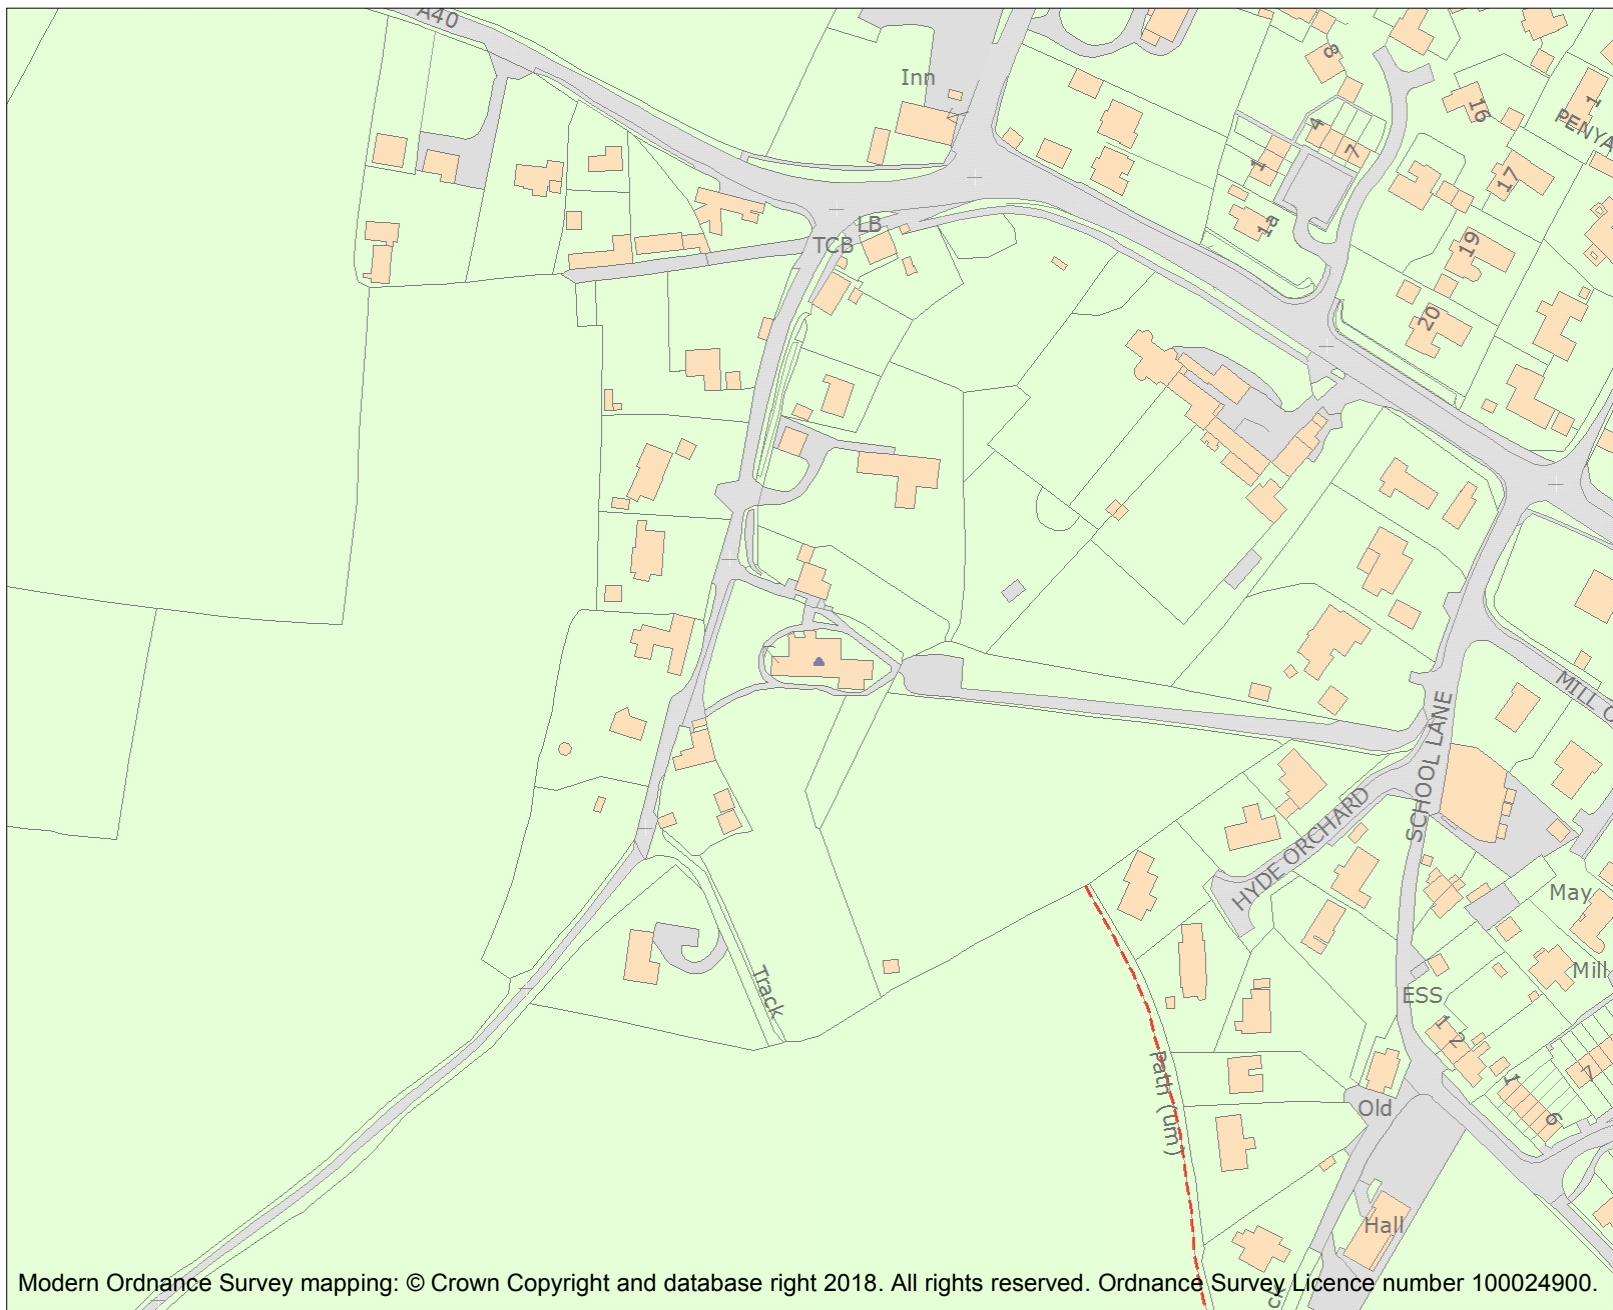 A40
Inn
8
16
1
PENYA
4
7
1
17
LB
1a
TCB
19
20
MILL
SCHOOL LANE
HYDE ORCHARD
May
Mill
Track
ESS
1
2
Path (um)
1
7
Old
6
Hall
Modern Ordnance Survey mapping: © Crown Copyright and database right 2018. All rights reserved. Ordnance Survey Licence number 100024900.